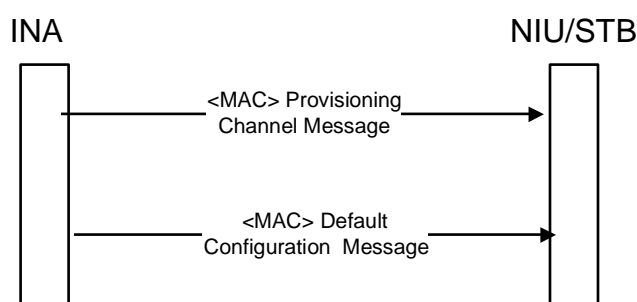 INA
NIU/STB
<MAC> Provisioning
Channel Message
<MAC> Default
Configuration Message